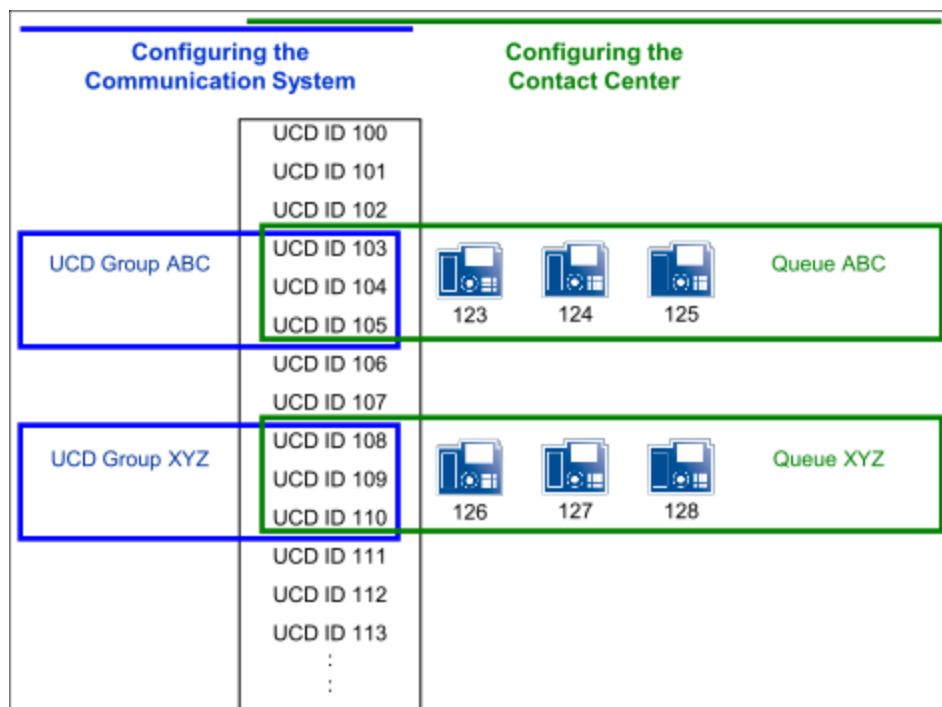 Configuring the
Communication System
Configuring the
Contact Center
UCD ID 100
UCD ID 101
UCD ID 102
UCD Group ABC
UCD ID 103
UCD ID 104
UCD ID 105
123
124
125
Queue ABC
UCD ID 106
UCD ID 107
UCD Group XYZ
UCD ID 108
UCD ID 109
UCD ID 110
126
127
128
Queue XYZ
UCD ID 111
UCD ID 112
UCD ID 113
:
: